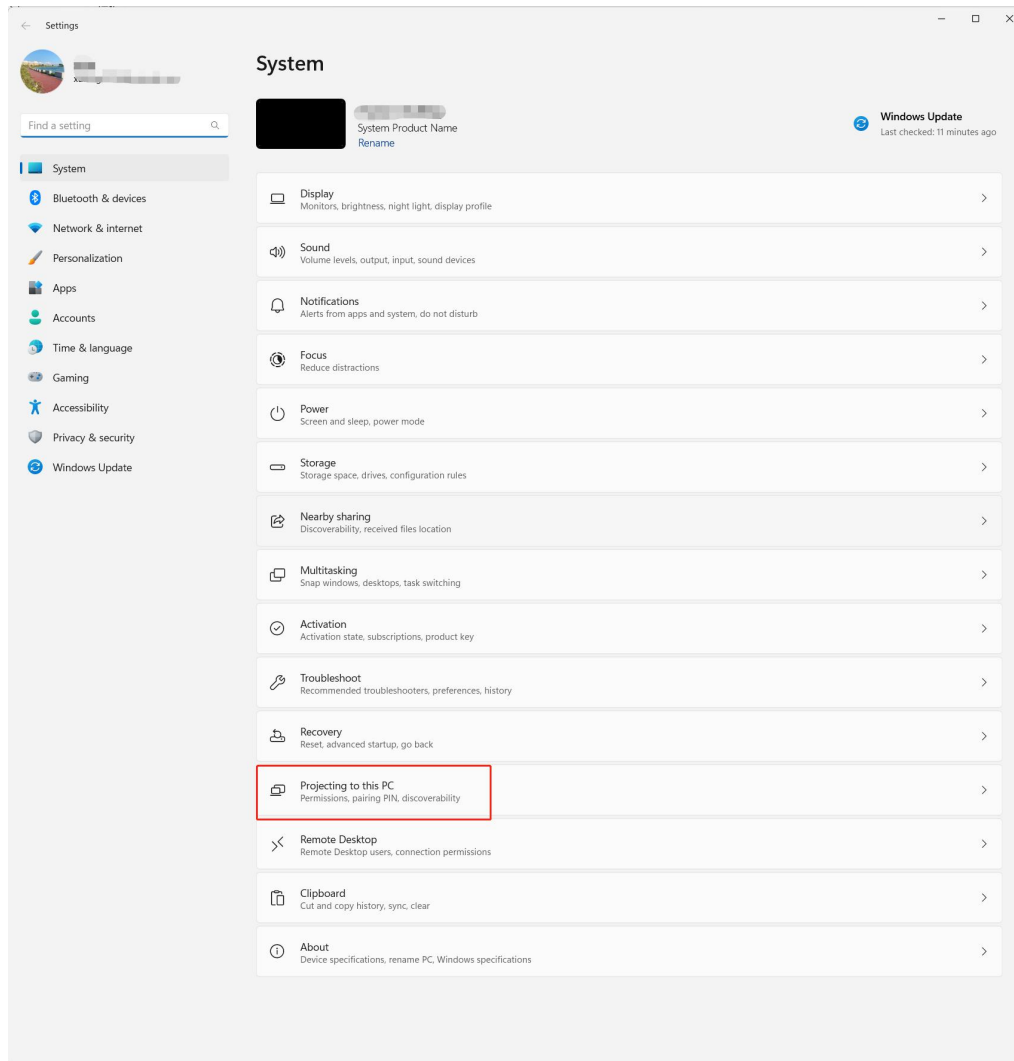 Settings
System
System Product Name
Rename
Windows Update
Last checked: 11 minutes ago
Find a setting
System
Bluetooth & devices
Network & internet
Personalization
Apps
Accounts
Time & language
Gaming
Accessibility
Privacy & security
Windows Update
Display
Monitors, brightness, night light, display profile
Sound
Volume levels, output, input, sound devices
Notifications
Alerts from apps and system, do not disturb
Focus
Reduce distractions
Power
Screen and sleep, power mode
Storage
Storage space, drives, configuration rules
Nearby sharing
Discoverability, received files location
Multitasking
Snap windows, desktops, task switching
Activation
Activation state, subscriptions, product key
Troubleshoot
Recommended troubleshooters, preferences, history
Recovery
Reset, advanced startup, go back
Projecting to this PC
Permissions, pairing PIN, discoverability
Remote Desktop
Remote Desktop users, connection permissions
Clipboard
Cut and copy history, sync, clear
About
Device specifications, rename PC, Windows specifications